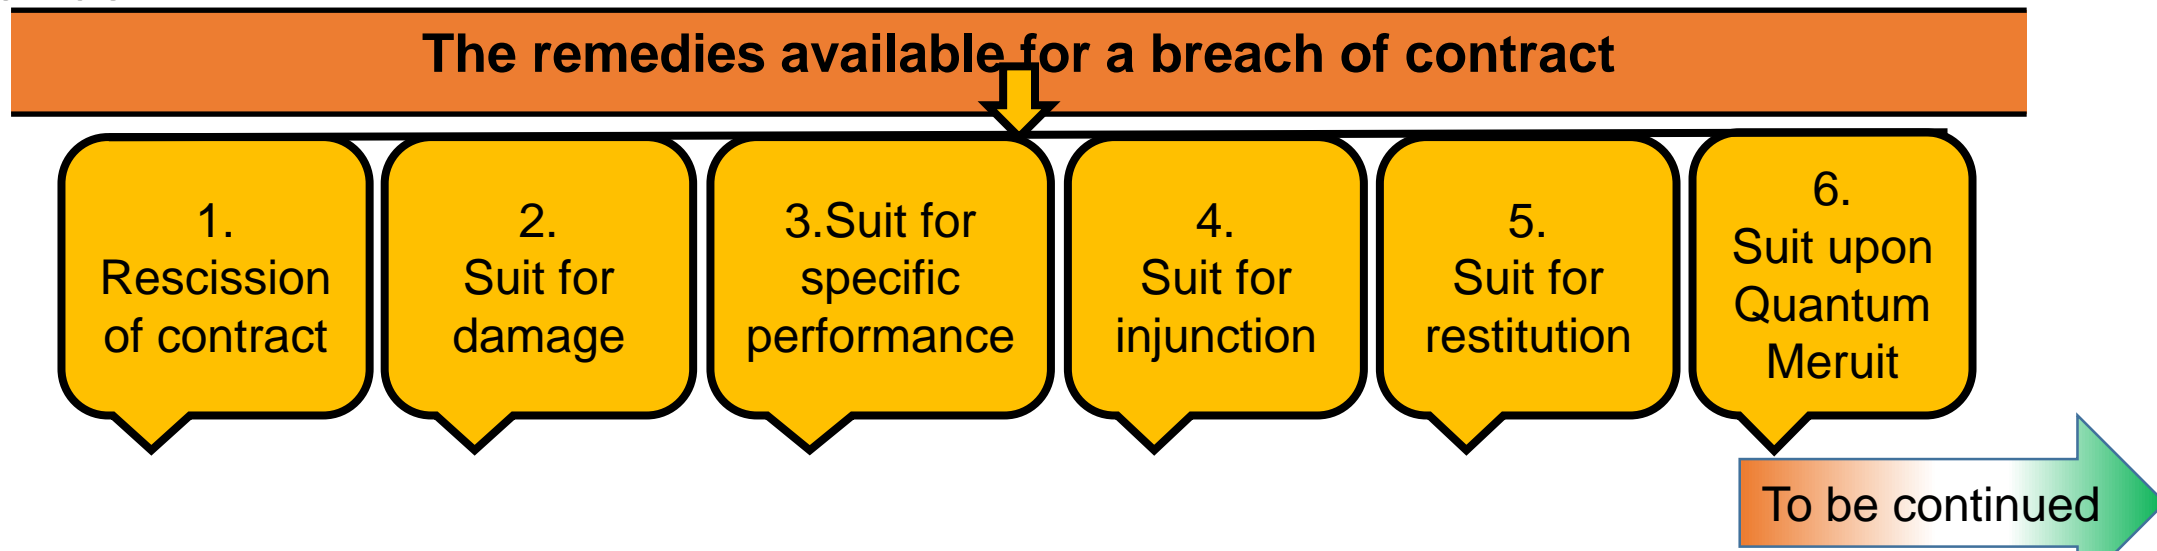 The remedies available for a breach of contract
1.
Rescission
of contract
2.
Suit for
damage
3.Suit for
specific
performance
4.
Suit for
injunction
5.
Suit for
restitution
6.
Suit upon
Quantum
Meruit
To be continued